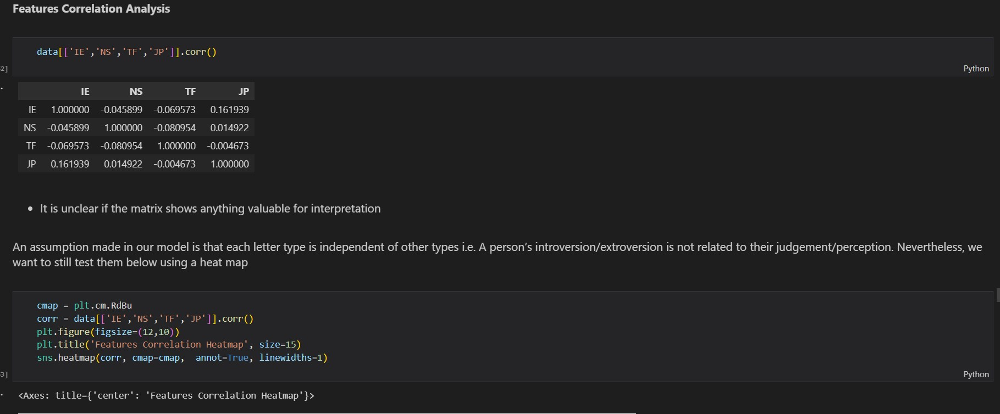 Features Correlation Analysis
data[['IE','NS','TF','JP']].corr()
2]
Python
IE NS TF JP
IE 1.000000 -0.045899 -0.069573 0.161939
NS -0.045899 1.000000 -0.080954 0.014922
TF -0.069573 -0.080954 1.000000 -0.004673
JP 0.161939 0.014922 -0.004673 1.000000
• It is unclear if the matrix shows anything valuable for interpretation
An assumption made in our model is that each letter type is independent of other types i.e. A person’s introversion/extroversion is not related to their judgement/perception. Nevertheless, we
want to still test them below using a heat map
cmap = plt.cm.RdBu
corr = data[['IE','NS','TF','JP']].corr()
plt.figure(figsize=(12,10))
plt.title('Features Correlation Heatmap', size=15)
sns.heatmap(corr, cmap=cmap,  annot=True, linewidths=1)
3]
Python
<Axes: title={'center': 'Features Correlation Heatmap'}>